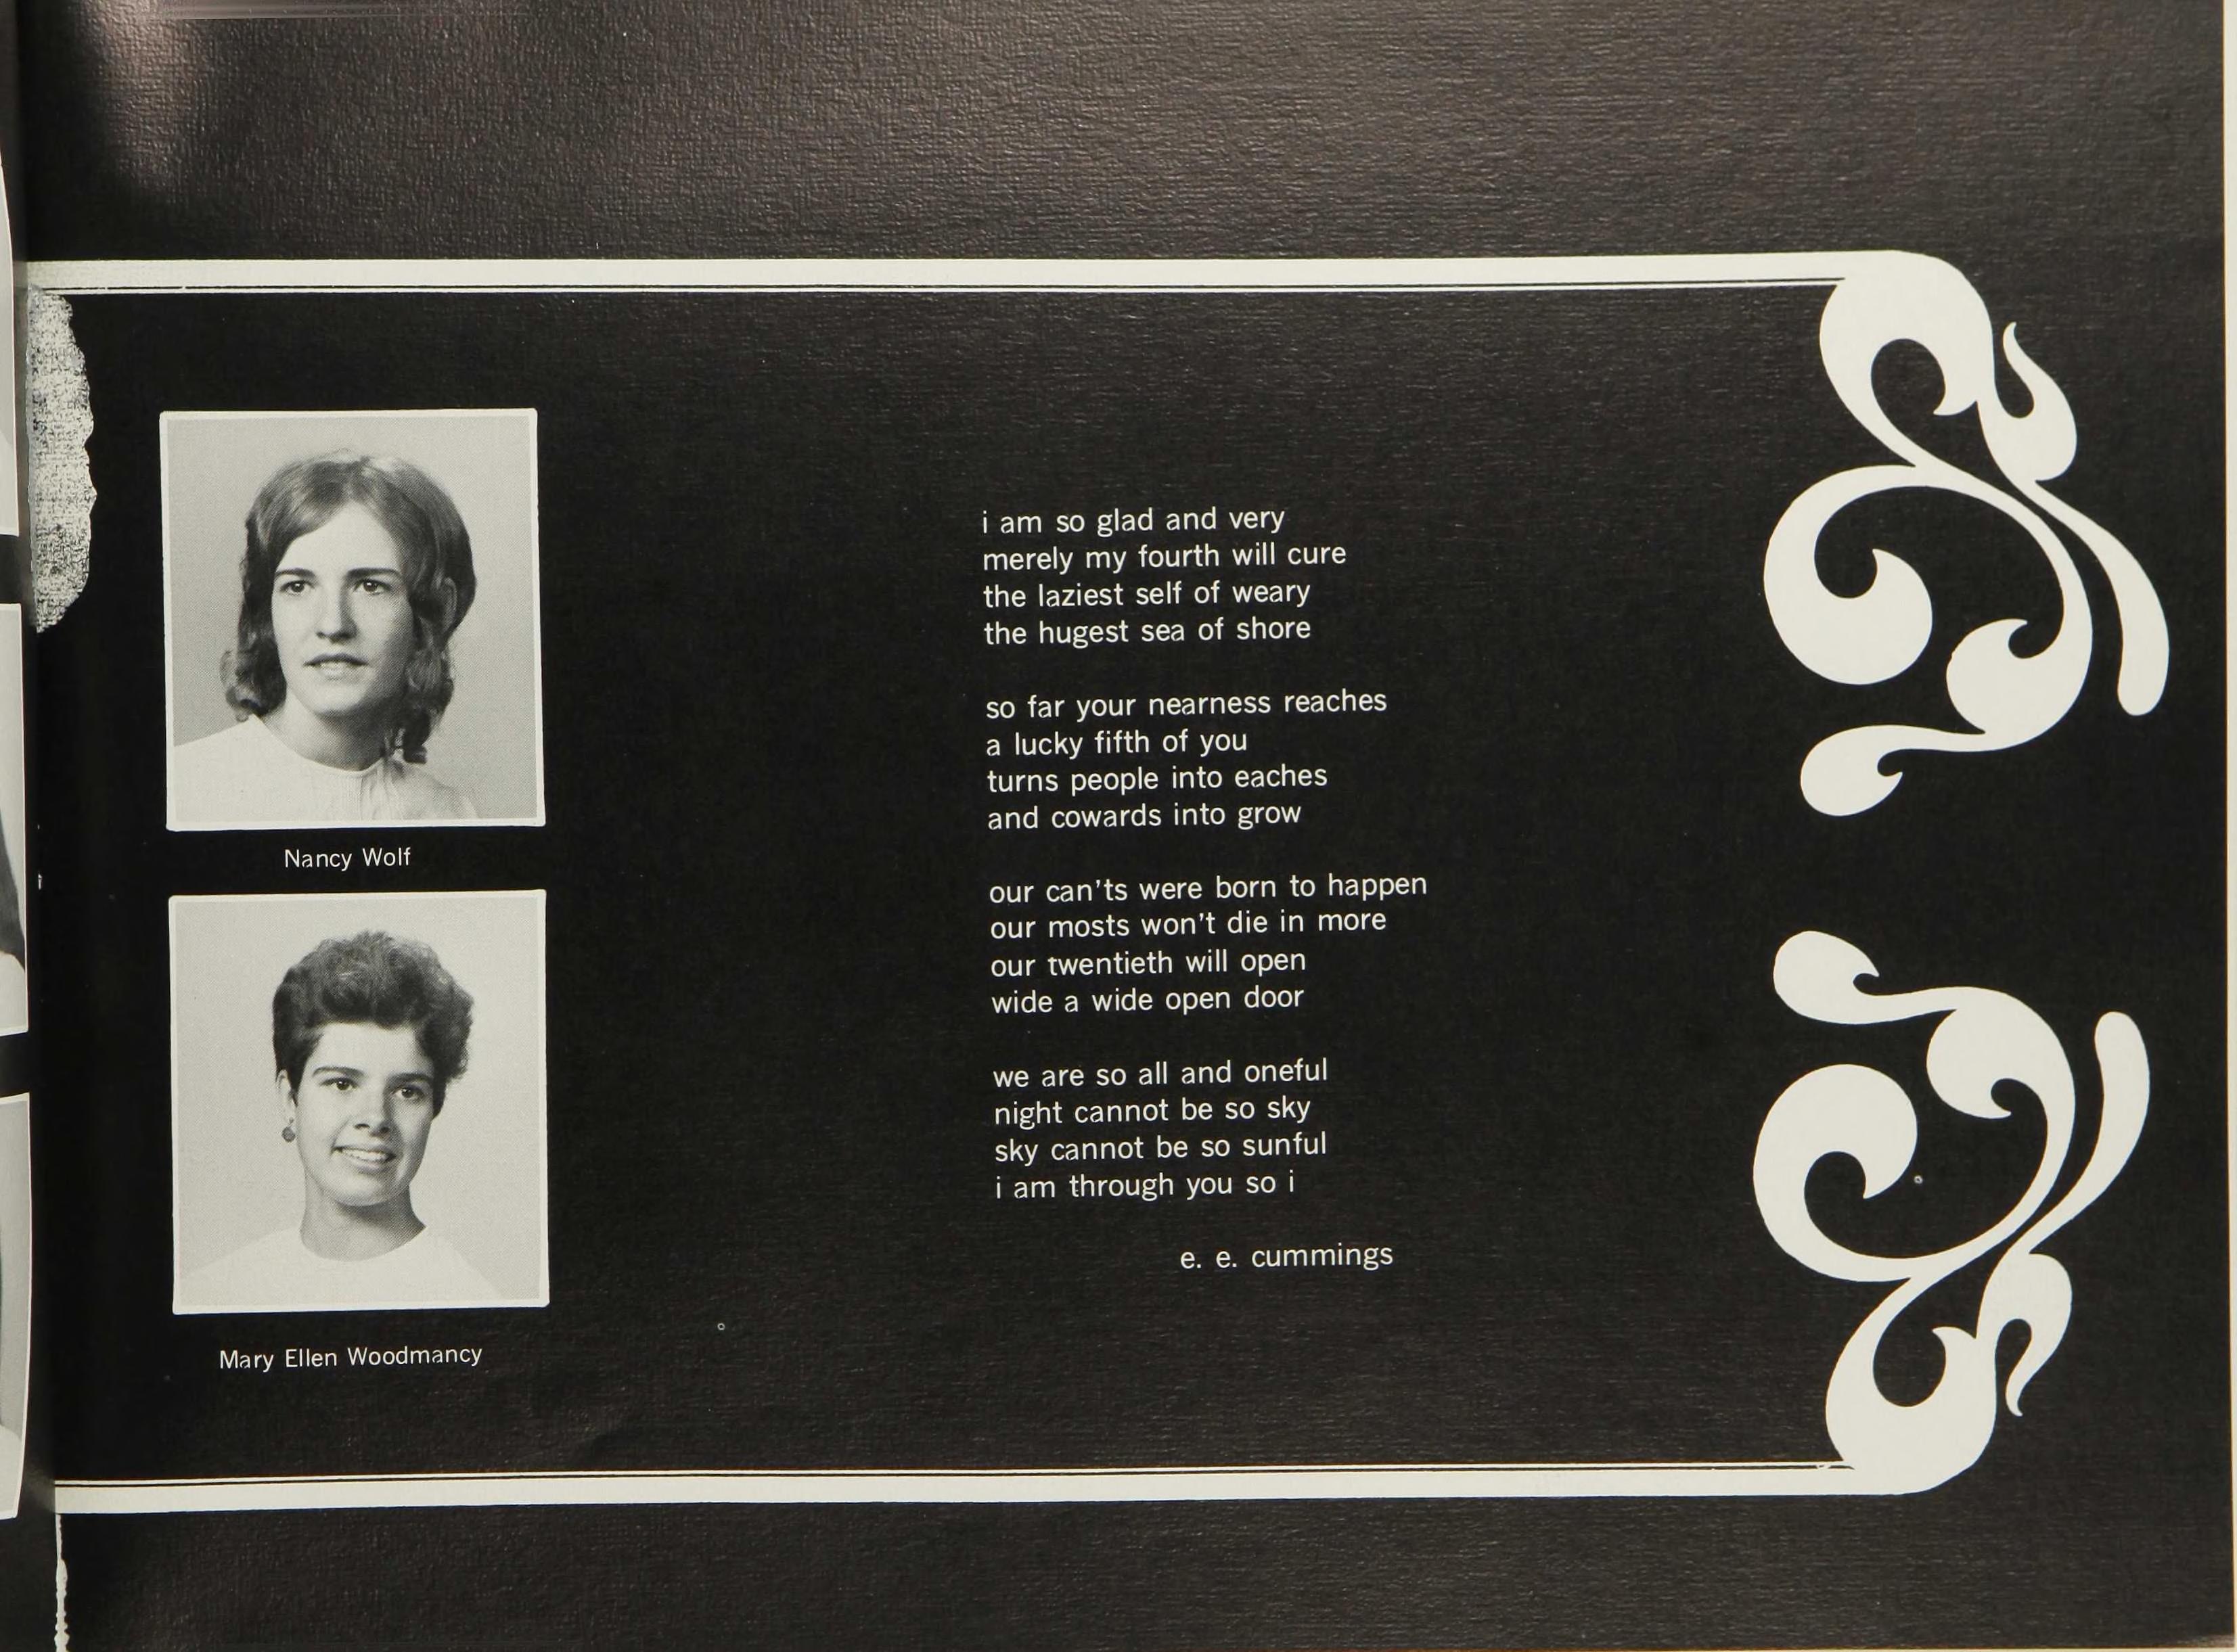 Nancy Wolf
Mary Ellen Woodmancy
i am so glad and very
merely my fourth will cure
the laziest self of weary
the hugest sea of shore
so far your nearness reaches
a lucky fifth of you
turns people into eaches
and cowards into grow
our can'ts were born to happen
our mosts won't die in more
our twentieth will open
wide a wide open door
we are so all and oneful
night cannot be so sky
sky cannot be so sunful
i am through you so i
e. e. cummings